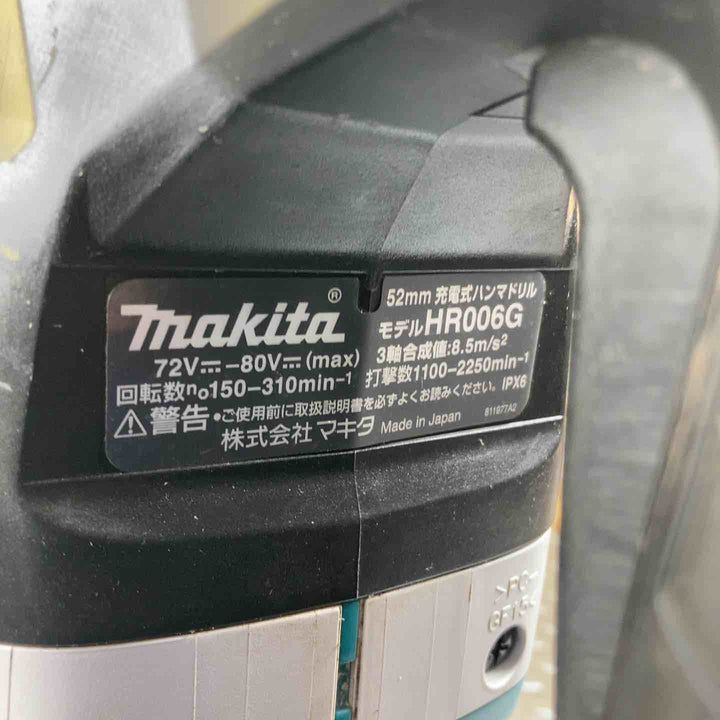 makita®
72V⎓–80V⎓(max)
回転数n₀150–310min⁻¹
52mm 充電式ハンマドリル
モデルHR006G
3軸合成値:8.5m/s²
打撃数1100–2250min⁻¹
⚠警告•ご使用前に取扱説明書を必ずよくお読みください。IPX6
株式会社マキタ Made in Japan 811977A2
>PC-